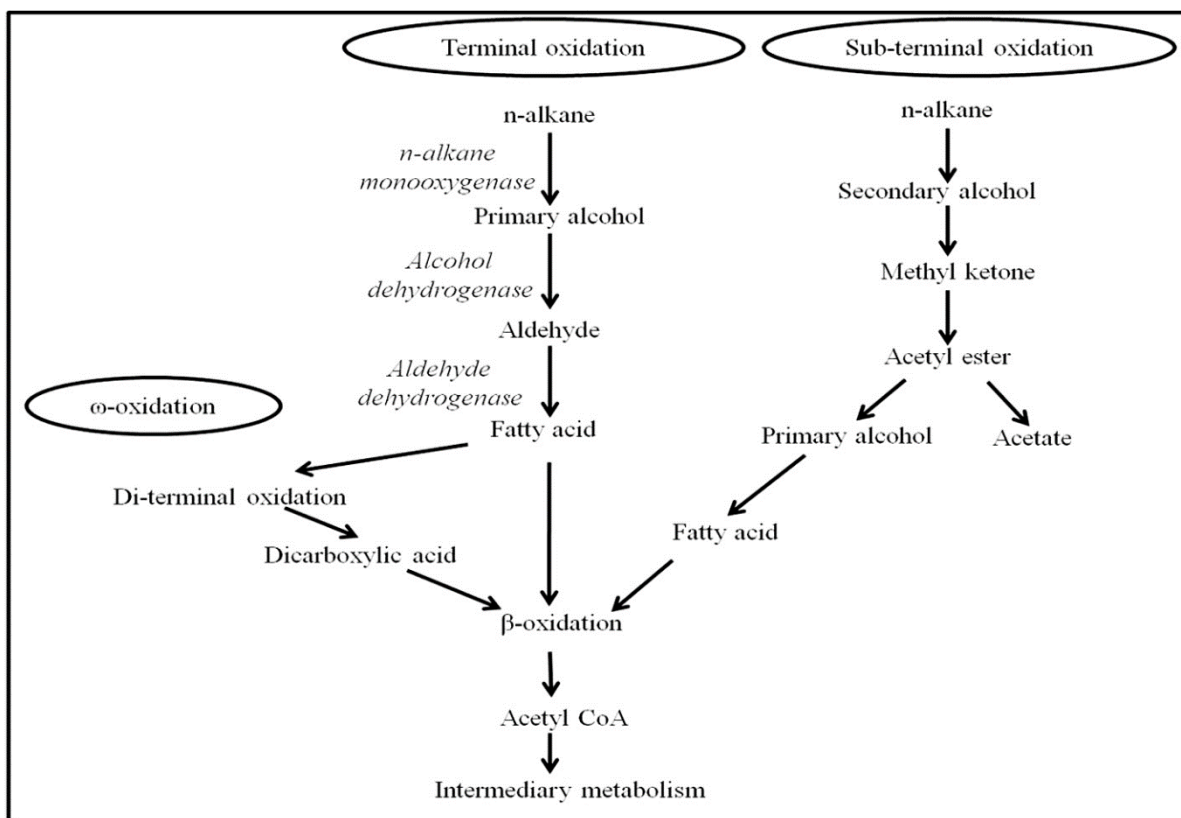 Terminal oxidation
Sub-terminal oxidation
n-alkane
n-alkane
n-alkane
monooxygenase
Secondary alcohol
Primary alcohol
Alcohol
dehydrogenase
Methyl ketone
Aldehyde
Acetyl ester
Aldehyde
dehydrogenase
ω-oxidation
Fatty acid
Primary alcohol
Acetate
Di-terminal oxidation
Fatty acid
Dicarboxylic acid
β-oxidation
Acetyl CoA
Intermediary metabolism